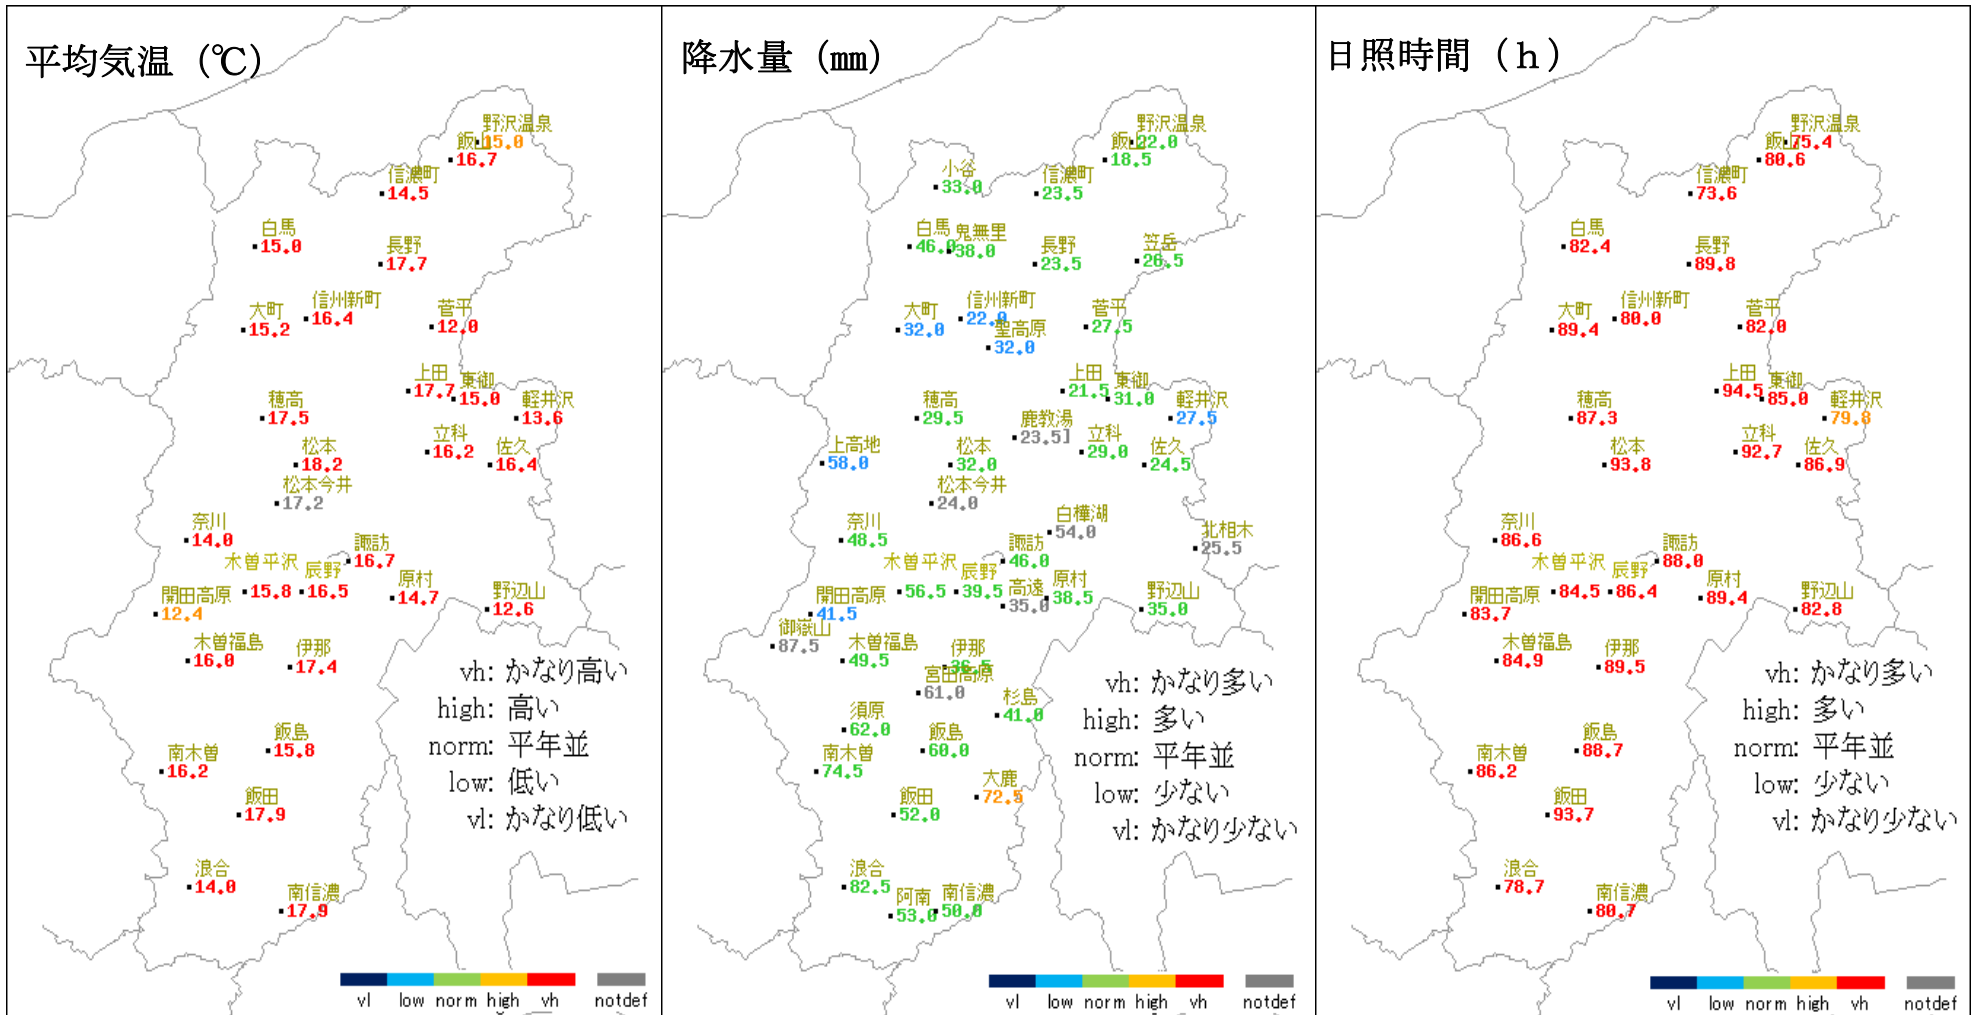 平均気温（℃）
野沢温泉
15.0
飯山
16.7
信濃町
14.5
白馬
15.0
長野
17.7
信州新町
16.4
大町
15.2
菅平
12.0
上田
17.7
東御
15.0
軽井沢
13.6
穂高
17.5
立科
16.2
佐久
16.4
松本
18.2
松本今井
17.2
奈川
14.0
諏訪
16.7
木曽平沢
15.8
辰野
16.5
原村
14.7
野辺山
12.6
開田高原
12.4
木曽福島
16.0
伊那
17.4
飯島
15.8
南木曽
16.2
飯田
17.9
浪合
14.0
南信濃
17.9
vh: かなり高い
high: 高い
norm: 平年並
low: 低い
vl: かなり低い
vl low norm high vh notdef
降水量（mm）
野沢温泉
22.0
飯山
18.5
小谷
33.0
信濃町
23.5
白馬
46.0
鬼無里
38.0
長野
23.5
笠岳
26.5
大町
32.0
信州新町
22.0
聖高原
32.0
菅平
27.5
上田
21.5
東御
31.0
軽井沢
27.5
穂高
29.5
鹿教湯
23.5]
立科
29.0
佐久
24.5
上高地
58.0
松本
32.0
松本今井
24.0
白樺湖
54.0
北相木
25.5
奈川
48.5
諏訪
46.0
木曽平沢
56.5
辰野
39.5
高遠
35.0
原村
38.5
野辺山
35.0
開田高原
41.5
御嶽山
87.5
木曽福島
49.5
伊那
36.5
宮田高原
61.0
杉島
41.0
須原
62.0
飯島
60.0
南木曽
74.5
大鹿
72.5
飯田
52.0
浪合
82.5
阿南
53.0
南信濃
50.0
vh: かなり多い
high: 多い
norm: 平年並
low: 少ない
vl: かなり少ない
vl low norm high vh notdef
日照時間（ｈ）
野沢温泉
75.4
飯山
80.6
信濃町
73.6
白馬
82.4
長野
89.8
信州新町
80.0
大町
89.4
菅平
82.0
上田
94.5
東御
85.0
軽井沢
79.8
穂高
87.3
立科
92.7
佐久
86.9
松本
93.8
奈川
86.6
諏訪
88.0
木曽平沢
84.5
辰野
86.4
原村
89.4
野辺山
82.8
開田高原
83.7
木曽福島
84.9
伊那
89.5
飯島
88.7
南木曽
86.2
飯田
93.7
浪合
78.7
南信濃
80.7
vh: かなり多い
high: 多い
norm: 平年並
low: 少ない
vl: かなり少ない
vl low norm high vh notdef